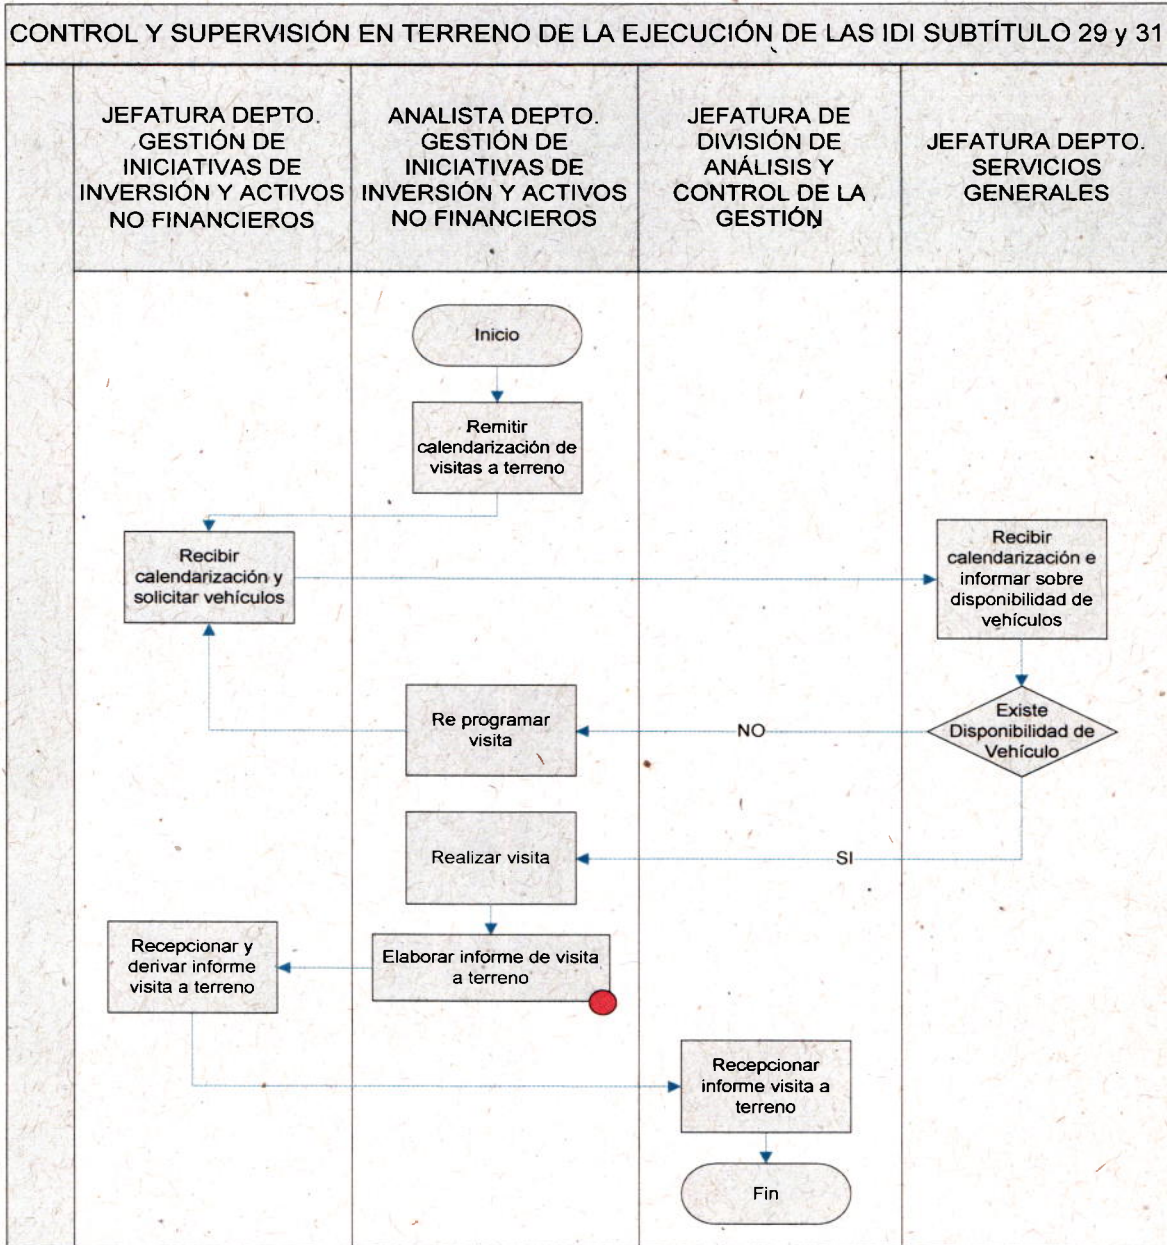 CONTROL Y SUPERVISIÓN EN TERRENO DE LA EJECUCIÓN DE LAS IDI SUBTÍTULO 29 y 31
JEFATURA DEPTO.
GESTIÓN DE
INICIATIVAS DE
INVERSIÓN Y ACTIVOS
NO FINANCIEROS
ANALISTA DEPTO.
GESTIÓN DE
INICIATIVAS DE
INVERSIÓN Y ACTIVOS
NO FINANCIEROS
JEFATURA DE
DIVISIÓN DE
ANÁLISIS Y
CONTROL DE LA
GESTIÓN
JEFATURA DEPTO.
SERVICIOS
GENERALES
Inicio
Remitir
calendarización de
visitas a terreno
Recibir
calendarización y
solicitar vehículos
Recibir
calendarización e
informar sobre
disponibilidad de
vehículos
Re programar
visita
NO
Existe
Disponibilidad de
Vehículo
Realizar visita
SI
Recepcionar y
derivar informe
visita a terreno
Elaborar informe de visita
a terreno
Recepcionar
informe visita a
terreno
Fin